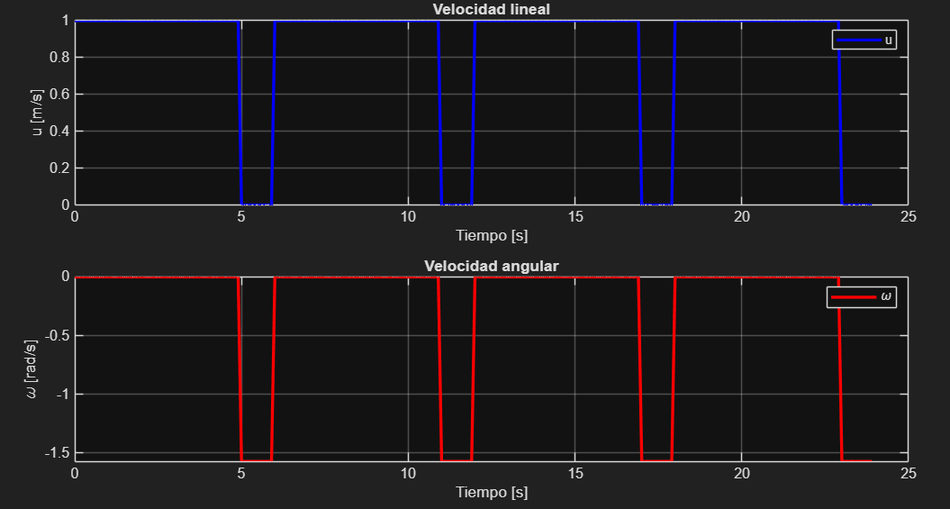 Velocidad lineal
1
0.8
0.6
0.4
0.2
0
u [m/s]
u
0 5 10 15 20 25
Tiempo [s]
Velocidad angular
0
-0.5
-1
-1.5
ω [rad/s]
ω
0 5 10 15 20 25
Tiempo [s]